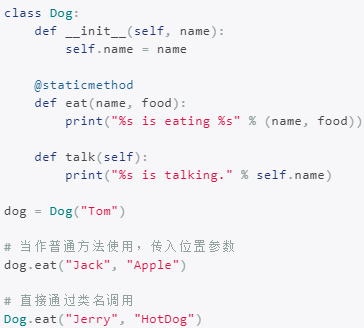 class Dog:
    def __init__(self, name):
        self.name = name
    @staticmethod
    def eat(name, food):
        print("%s is eating %s" % (name, food))
    def talk(self):
        print("%s is talking." % self.name)
dog = Dog("Tom")
# 当作普通方法使用，传入位置参数
dog.eat("Jack", "Apple")
# 直接通过类名调用
Dog.eat("Jerry", "HotDog")